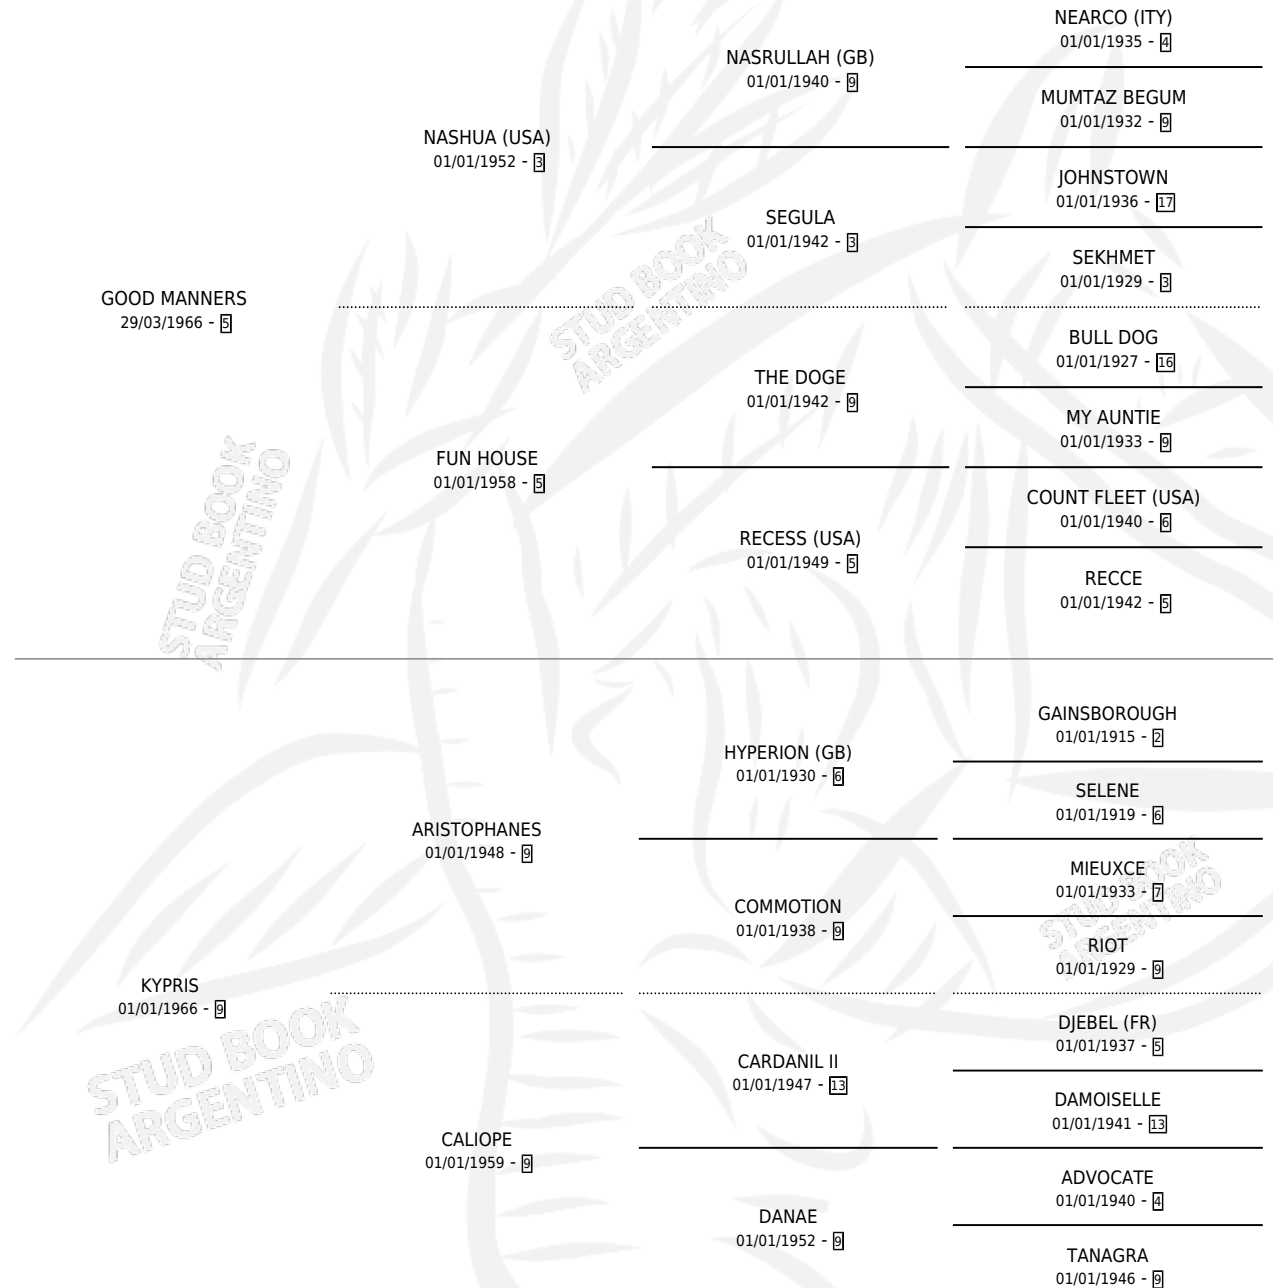 NEARCO (ITY)
01/01/1935 - 4
NASRULLAH (GB)
01/01/1940 - 9
MUMTAZ BEGUM
01/01/1932 - 9
NASHUA (USA)
01/01/1952 - 3
JOHNSTOWN
01/01/1936 - 17
SEGULA
01/01/1942 - 3
SEKHMET
01/01/1929 - 3
GOOD MANNERS
29/03/1966 - 5
BULL DOG
01/01/1927 - 16
THE DOGE
01/01/1942 - 9
MY AUNTIE
01/01/1933 - 9
FUN HOUSE
01/01/1958 - 5
COUNT FLEET (USA)
01/01/1940 - 6
RECESS (USA)
01/01/1949 - 5
RECCE
01/01/1942 - 5
GAINSBOROUGH
01/01/1915 - 2
HYPERION (GB)
01/01/1930 - 6
SELENE
01/01/1919 - 6
ARISTOPHANES
01/01/1948 - 9
MIEUXCE
01/01/1933 - 7
COMMOTION
01/01/1938 - 9
RIOT
01/01/1929 - 9
KYPRIS
01/01/1966 - 9
DJEBEL (FR)
01/01/1937 - 5
CARDANIL II
01/01/1947 - 13
DAMOISELLE
01/01/1941 - 13
CALIOPE
01/01/1959 - 9
ADVOCATE
01/01/1940 - 4
DANAE
01/01/1952 - 9
TANAGRA
01/01/1946 - 9
STUD BOOK
ARGENTINO
STUD BOOK
ARGENTINO
STUD BOOK
ARGENTINO
STUD BOOK
ARGENTINO